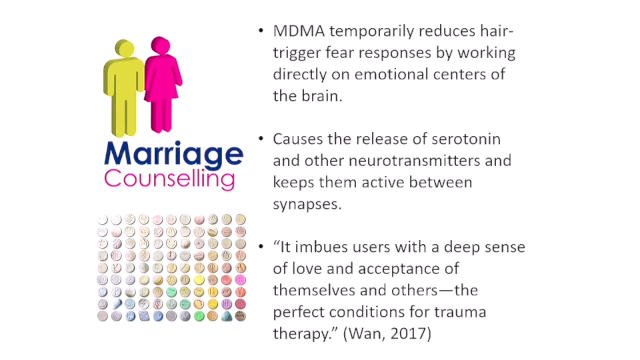 Marriage
Counselling
• MDMA temporarily reduces hair-
trigger fear responses by working
directly on emotional centers of
the brain.
• Causes the release of serotonin
and other neurotransmitters and
keeps them active between
synapses.
• “It imbues users with a deep sense
of love and acceptance of
themselves and others—the
perfect conditions for trauma
therapy.” (Wan, 2017)